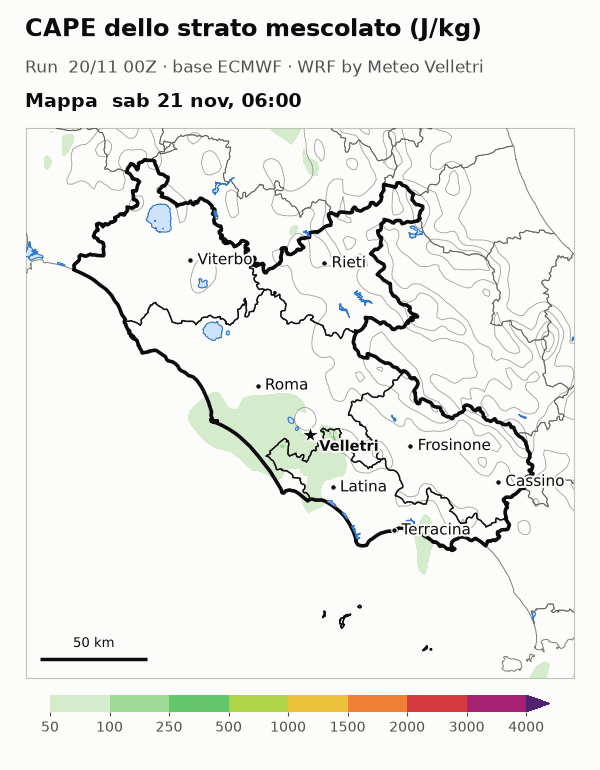 CAPE dello strato mescolato (J/kg)
Run  20/11 00Z · base ECMWF · WRF by Meteo Velletri
Mappa  sab 21 nov, 06:00
Viterbo
Rieti
Roma
Velletri
Frosinone
Cassino
Latina
Terracina
50 km
50 100 250 500 1000 1500 2000 3000 4000